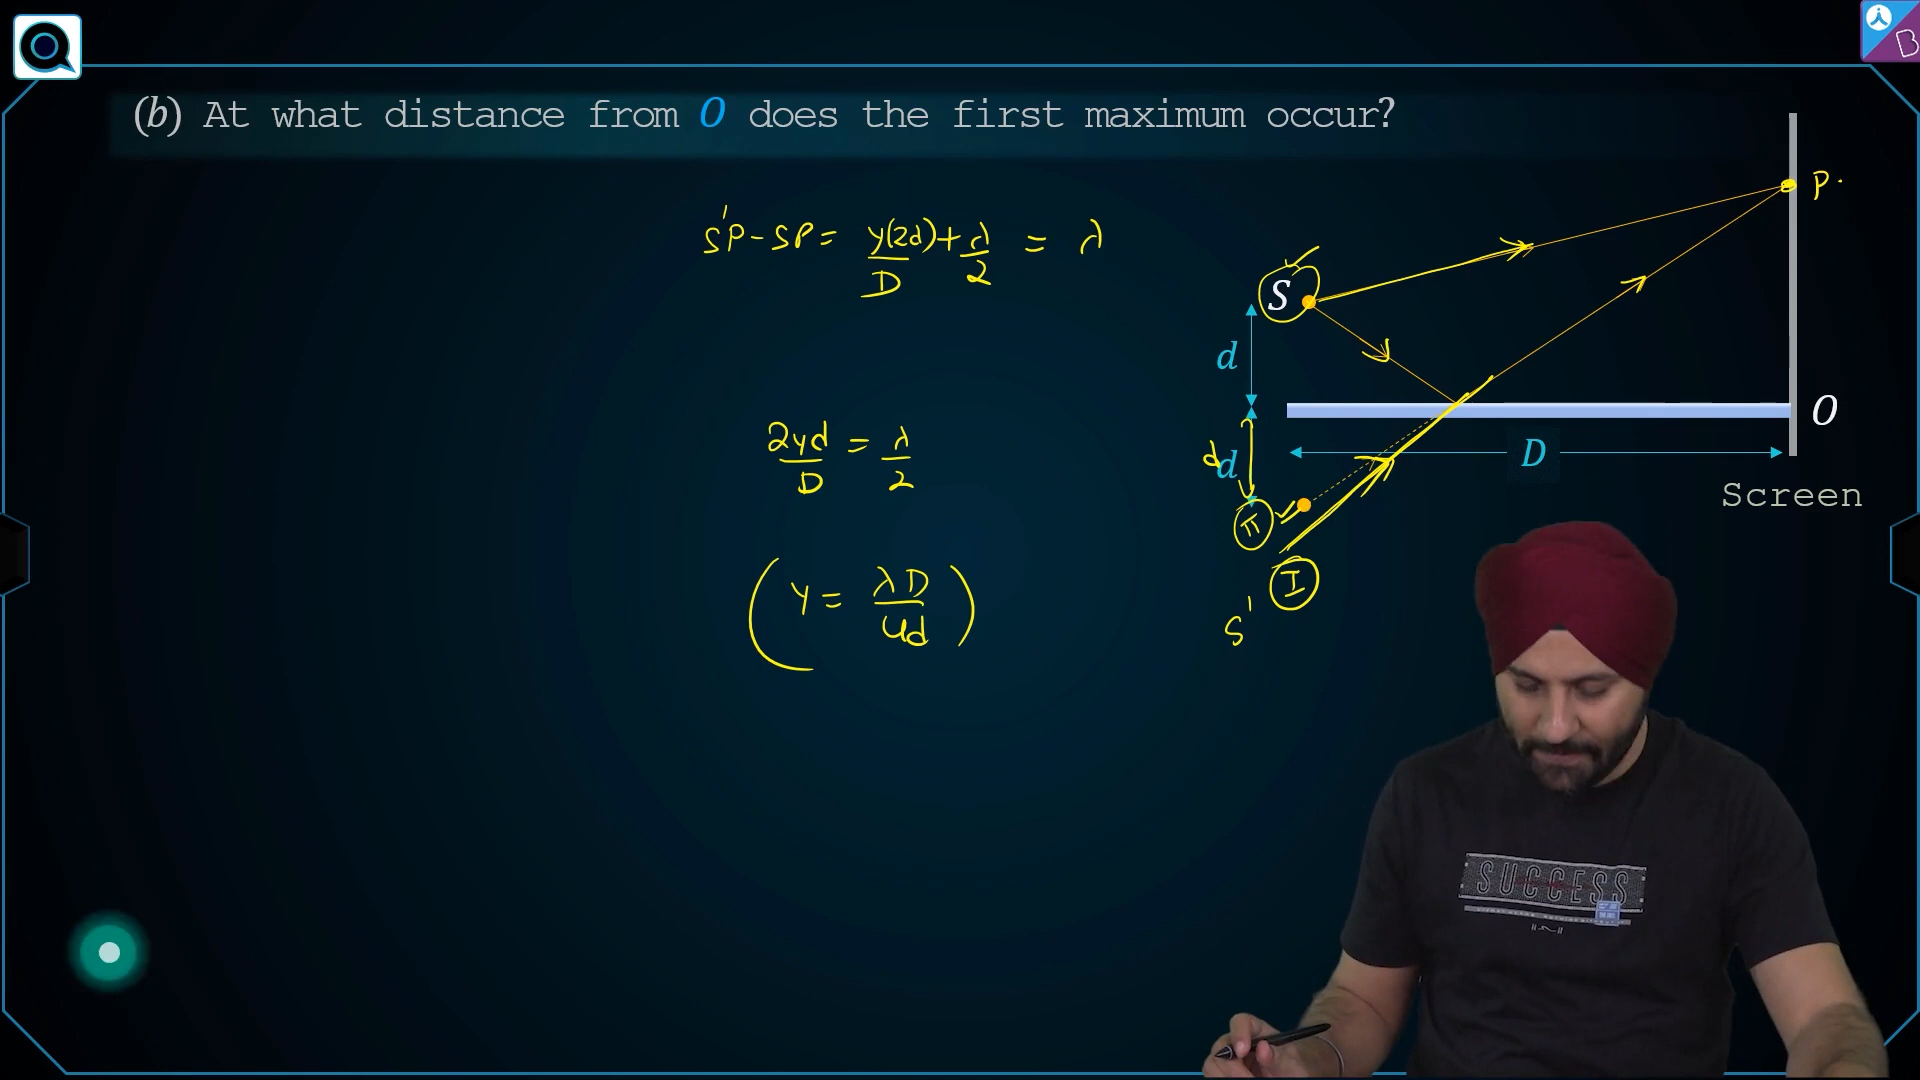 (b) At what distance from O does the first maximum occur?
S'P - SP = y(2d)/D + λ/2 = λ
P.
S
d
O
2yd/D = λ/2
d
d
D
Screen
π
(y = λD/4d)
I
S'
SUCCESS
B